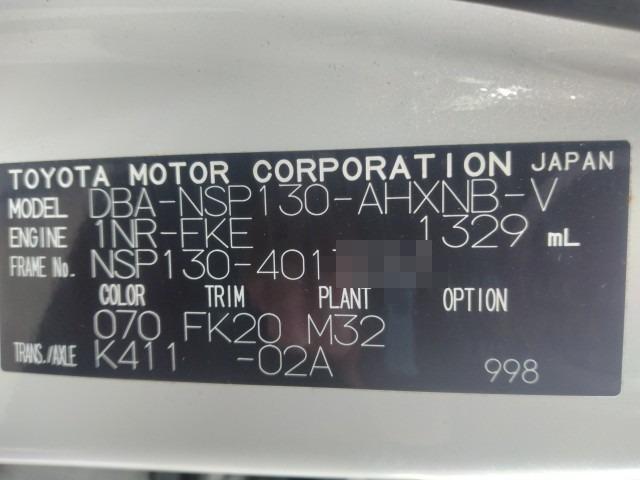 TOYOTA MOTOR CORPORATION JAPAN
MODEL DBA-NSP130-AHXNB-V
ENGINE 1NR-FKE 1329 mL
FRAME No. NSP130-401
COLOR TRIM PLANT OPTION
070 FK20 M32
TRANS./AXLE K411 -02A 998